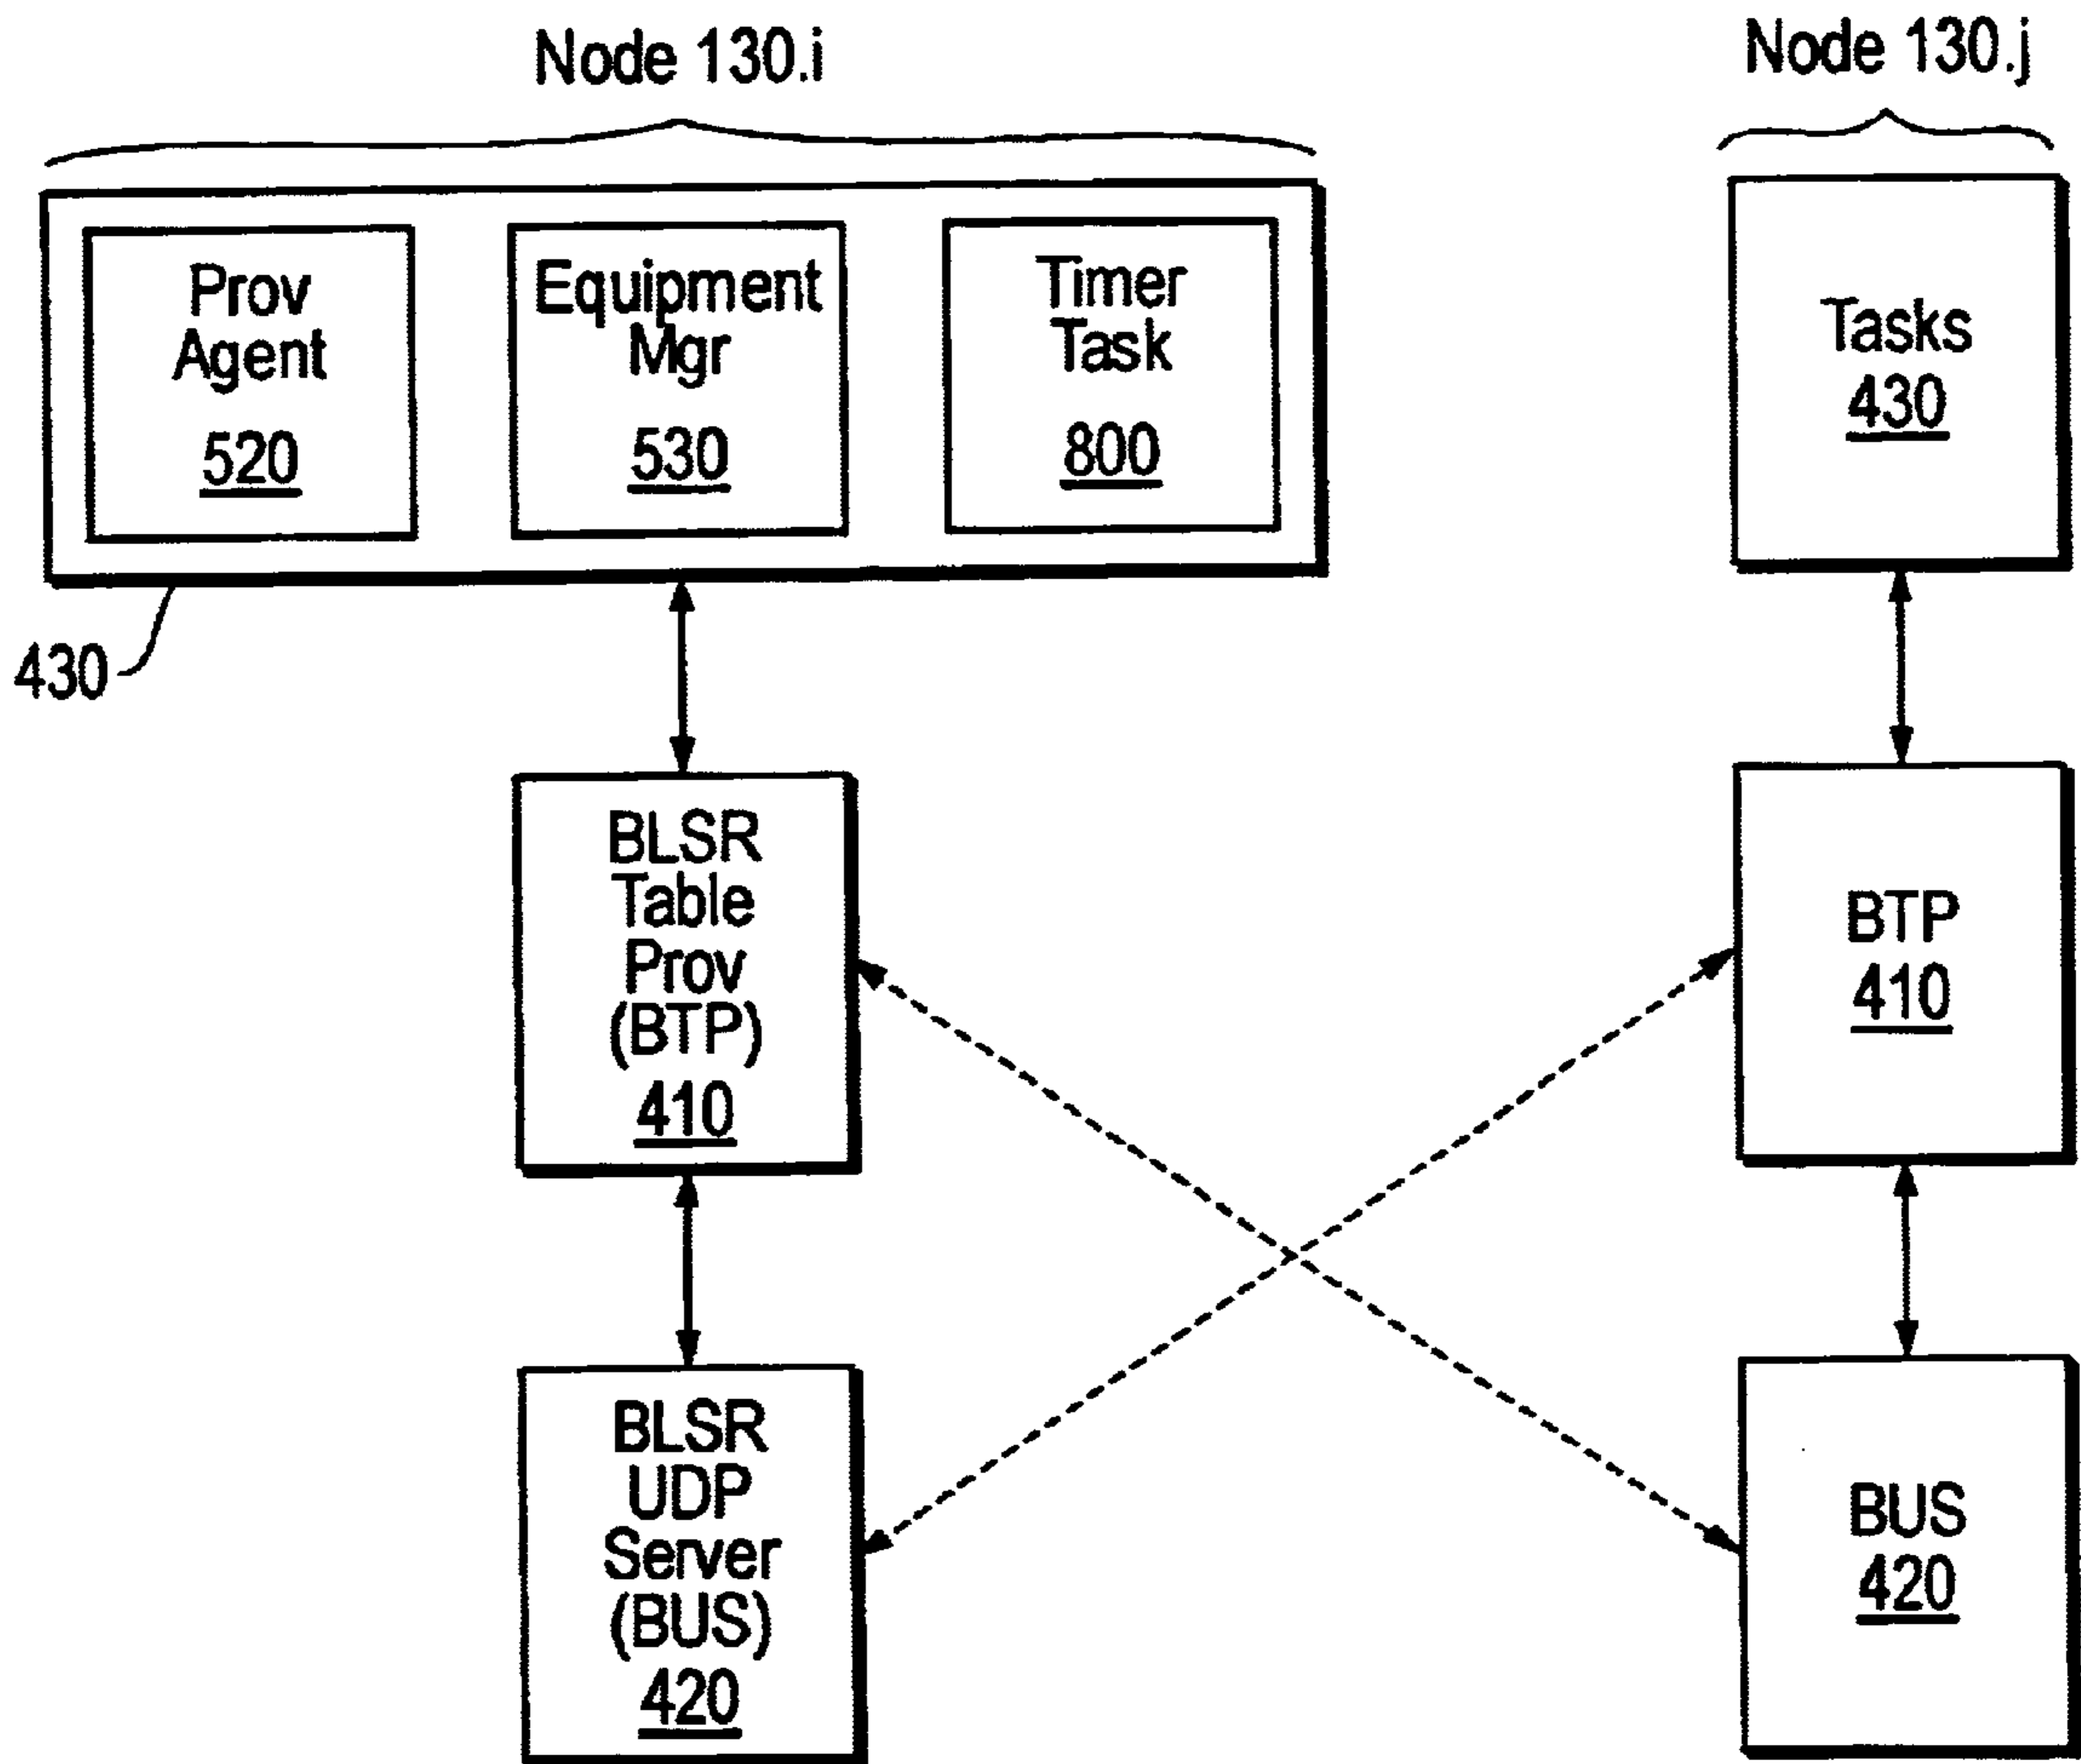 Node 130.i
Node 130.j
Prov
Agent
520
Equipment
Mgr
530
Timer
Task
800
Tasks
430
430
BLSR
Table
Prov
(BTP)
410
BTP
410
BLSR
UDP
Server
(BUS)
420
BUS
420